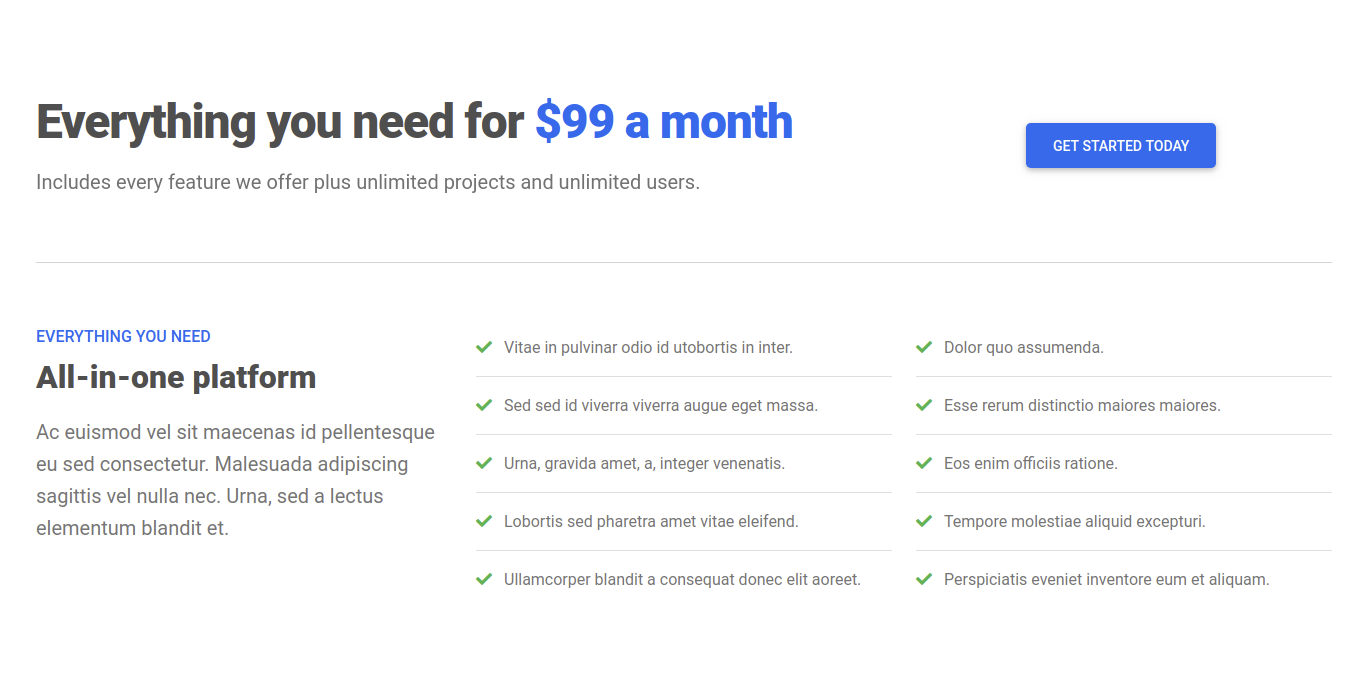 Everything you need for $99 a month
Includes every feature we offer plus unlimited projects and unlimited users.
GET STARTED TODAY
EVERYTHING YOU NEED
All-in-one platform
Ac euismod vel sit maecenas id pellentesque
eu sed consectetur. Malesuada adipiscing
sagittis vel nulla nec. Urna, sed a lectus
elementum blandit et.
Vitae in pulvinar odio id utobortis in inter.
Sed sed id viverra viverra augue eget massa.
Urna, gravida amet, a, integer venenatis.
Lobortis sed pharetra amet vitae eleifend.
Ullamcorper blandit a consequat donec elit aoreet.
Dolor quo assumenda.
Esse rerum distinctio maiores maiores.
Eos enim officiis ratione.
Tempore molestiae aliquid excepturi.
Perspiciatis eveniet inventore eum et aliquam.